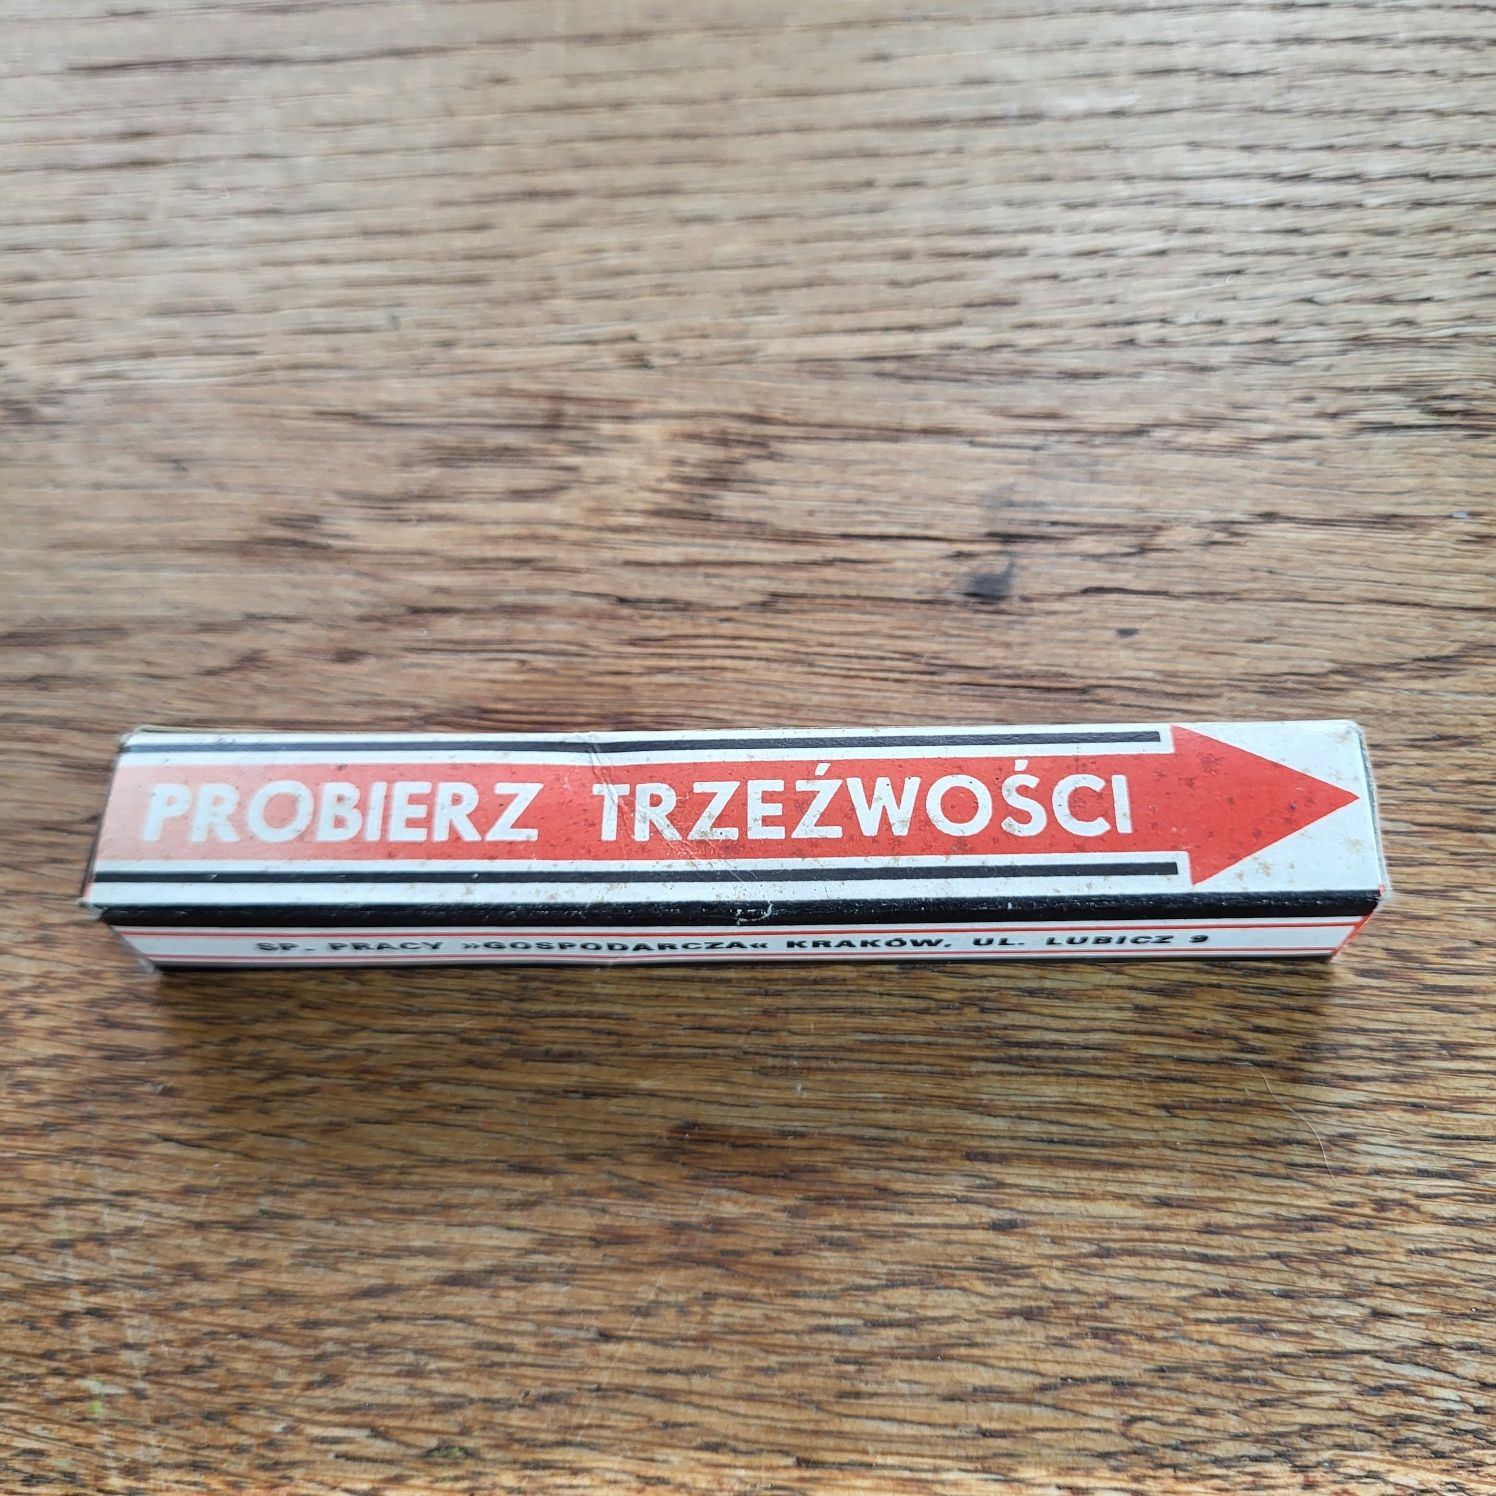 PROBIERZ TRZEŹWOŚCI
SP. PRACY »GOSPODARCZA« KRAKÓW, UL. LUBICZ 9